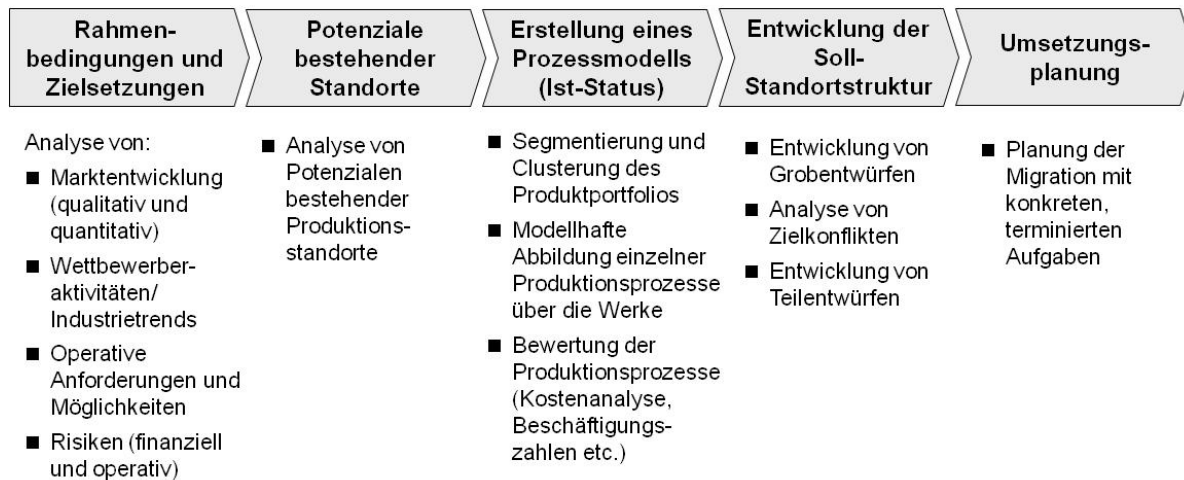 Rahmen-
bedingungen und
Zielsetzungen
Analyse von:
■ Marktentwicklung
(qualitativ und
quantitativ)
■ Wettbewerber-
aktivitäten/
Industrietrends
■ Operative
Anforderungen und
Möglichkeiten
■ Risiken (finanziell
und operativ)
Potenziale
bestehender
Standorte
■ Analyse von
Potenzialen
bestehender
Produktions-
standorte
Erstellung eines
Prozessmodells
(Ist-Status)
■ Segmentierung und
Clusterung des
Produktportfolios
■ Modellhafte
Abbildung einzelner
Produktionsprozesse
über die Werke
■ Bewertung der
Produktionsprozesse
(Kostenanalyse,
Beschäftigungs-
zahlen etc.)
Entwicklung der
Soll-
Standortstruktur
■ Entwicklung von
Grobentwürfen
■ Analyse von
Zielkonflikten
■ Entwicklung von
Teilentwürfen
Umsetzungs-
planung
■ Planung der
Migration mit
konkreten,
terminierten
Aufgaben